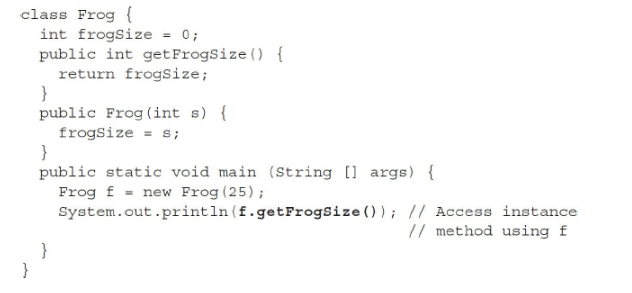 class Frog {
  int frogSize = 0;
  public int getFrogSize() {
    return frogSize;
  }
  public Frog(int s) {
    frogSize = s;
  }
  public static void main (String [] args) {
    Frog f = new Frog(25);
    System.out.println(f.getFrogSize()); // Access instance
                                         // method using f
  }
}